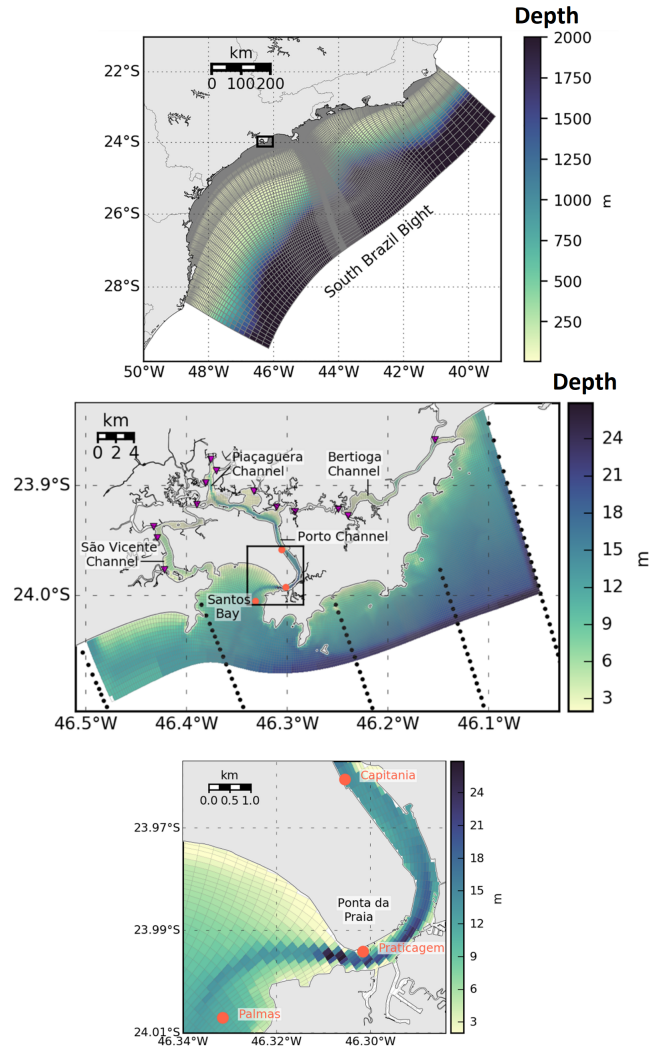 Depth
km
0 100200
22°S
24°S
26°S
28°S
50°W 48°W 46°W 44°W 42°W 40°W
South Brazil Bight
2000
1750
1500
1250
1000
750
500
250
m
Depth
km
0 2 4
Piaçaguera
Channel
Bertioga
Channel
Porto Channel
São Vicente
Channel
Santos
Bay
23.9°S
24.0°S
46.5°W 46.4°W 46.3°W 46.2°W 46.1°W
24
21
18
15
12
9
6
3
m
km
0.0 0.5 1.0
Capitania
23.97°S
Ponta da
Praia
23.99°S
Praticagem
Palmas
24.01°S
46.34°W 46.32°W 46.30°W
24
21
18
15
12
9
6
3
m